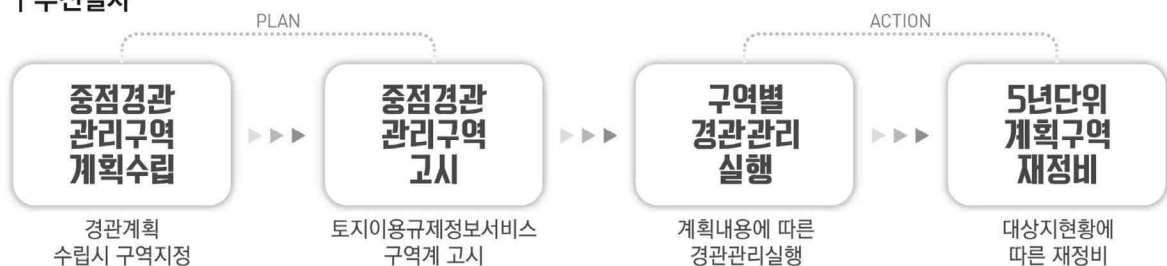 PLAN
ACTION
중점경관
관리구역
계획수립
중점경관
관리구역
고시
구역별
경관관리
실행
5년단위
계획구역
재정비
경관계획
수립시 구역지정
토지이용규제정보서비스
구역계 고시
계획내용에 따른
경관관리실행
대상지현황에
따른 재정비